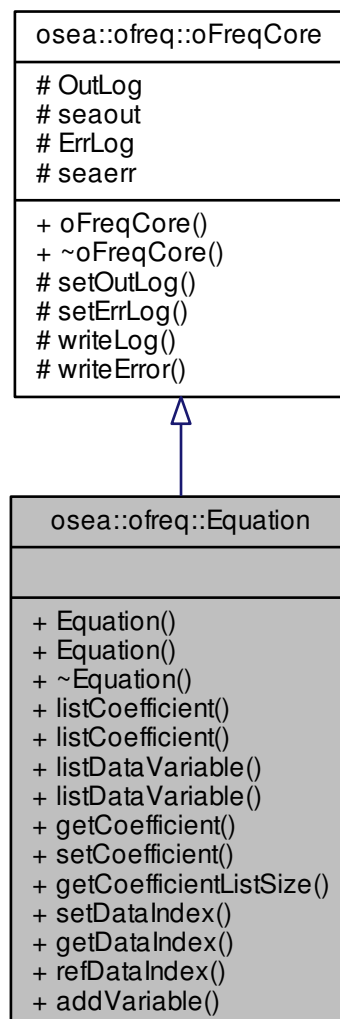 osea::ofreq::oFreqCore
# OutLog
# seaout
# ErrLog
# seaerr
+ oFreqCore()
+ ~oFreqCore()
# setOutLog()
# setErrLog()
# writeLog()
# writeError()
osea::ofreq::Equation
+ Equation()
+ Equation()
+ ~Equation()
+ listCoefficient()
+ listCoefficient()
+ listDataVariable()
+ listDataVariable()
+ getCoefficient()
+ setCoefficient()
+ getCoefficientListSize()
+ setDataIndex()
+ getDataIndex()
+ refDataIndex()
+ addVariable()